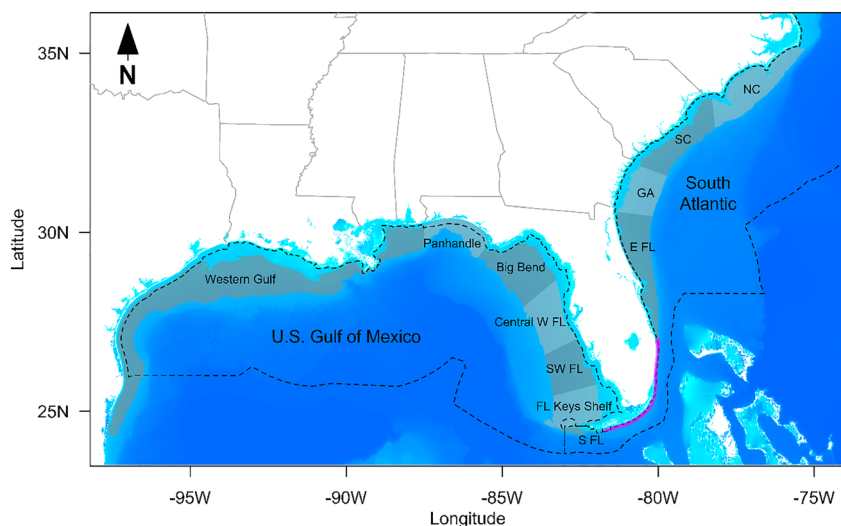 35N
N
NC
SC
GA
South
Atlantic
Latitude
30N
Panhandle
E FL
Big Bend
Western Gulf
Central W FL
U.S. Gulf of Mexico
SW FL
25N
FL Keys Shelf
S FL
-95W
-90W
-85W
-80W
-75W
Longitude